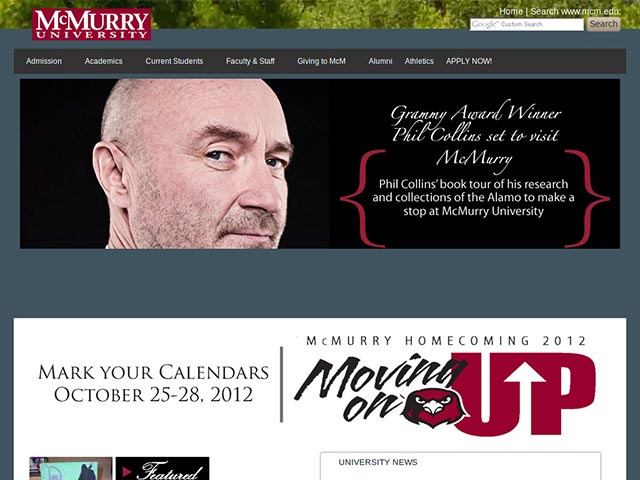 McMURRY
UNIVERSITY
Home | Search www.mcm.edu:
Google™ Custom Search
Search
Admission Academics Current Students Faculty & Staff Giving to McM Alumni Athletics APPLY NOW!
Grammy Award Winner
Phil Collins set to visit
McMurry
Phil Collins' book tour of his research
and collections of the Alamo to make a
stop at McMurry University
McMURRY HOMECOMING 2012
MARK YOUR CALENDARS
OCTOBER 25-28, 2012
Moving
on UP
Featured
UNIVERSITY NEWS